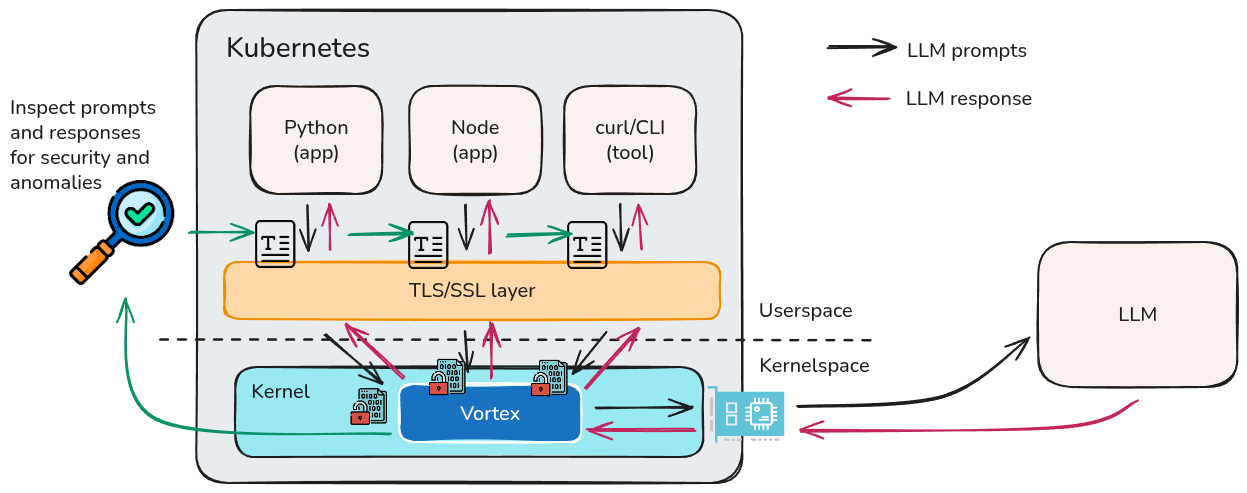 Kubernetes
LLM prompts
LLM response
Inspect prompts
and responses
for security and
anomalies
Python
(app)
Node
(app)
curl/CLI
(tool)
T
T
T
TLS/SSL layer
Userspace
LLM
Kernelspace
Kernel
Vortex